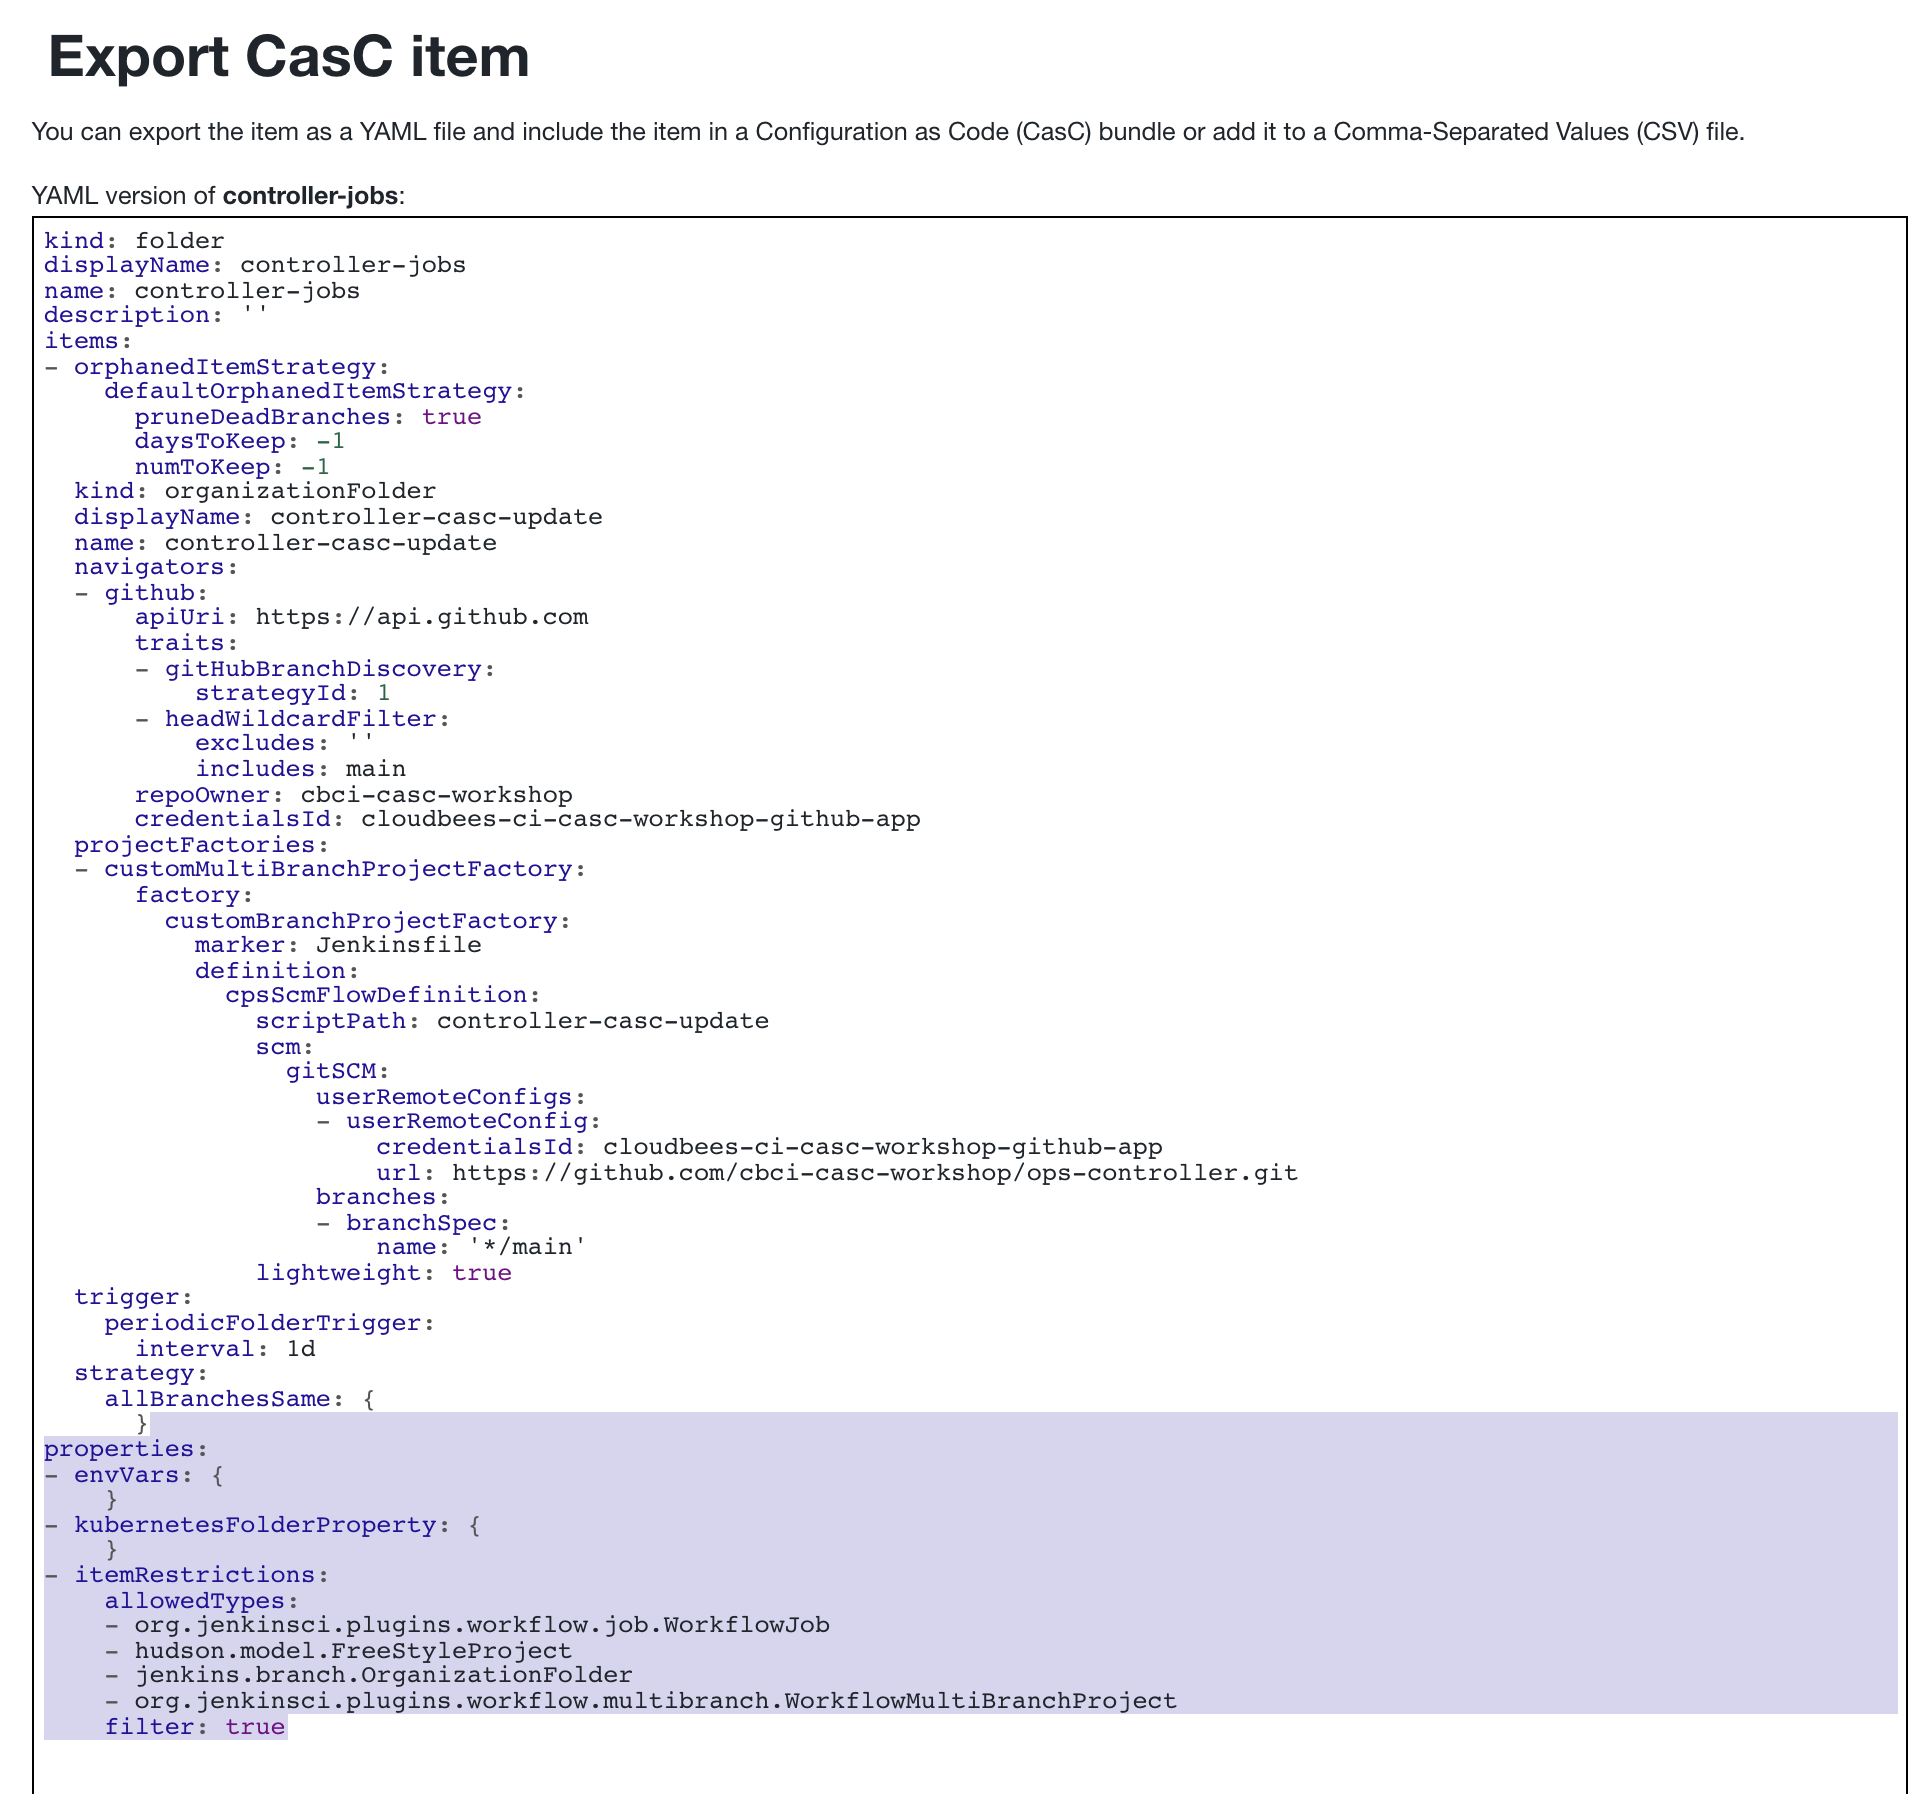 Export CasC item
You can export the item as a YAML file and include the item in a Configuration as Code (CasC) bundle or add it to a Comma-Separated Values (CSV) file.
YAML version of controller-jobs:
kind: folder
displayName: controller-jobs
name: controller-jobs
description: ''
items:
- orphanedItemStrategy:
    defaultOrphanedItemStrategy:
      pruneDeadBranches: true
      daysToKeep: -1
      numToKeep: -1
  kind: organizationFolder
  displayName: controller-casc-update
  name: controller-casc-update
  navigators:
  - github:
      apiUri: https://api.github.com
      traits:
      - gitHubBranchDiscovery:
          strategyId: 1
      - headWildcardFilter:
          excludes: ''
          includes: main
      repoOwner: cbci-casc-workshop
      credentialsId: cloudbees-ci-casc-workshop-github-app
  projectFactories:
  - customMultiBranchProjectFactory:
      factory:
        customBranchProjectFactory:
          marker: Jenkinsfile
          definition:
            cpsScmFlowDefinition:
              scriptPath: controller-casc-update
              scm:
                gitSCM:
                  userRemoteConfigs:
                  - userRemoteConfig:
                      credentialsId: cloudbees-ci-casc-workshop-github-app
                      url: https://github.com/cbci-casc-workshop/ops-controller.git
                  branches:
                  - branchSpec:
                      name: '*/main'
              lightweight: true
  trigger:
    periodicFolderTrigger:
      interval: 1d
  strategy:
    allBranchesSame: {
      }
properties:
- envVars: {
    }
- kubernetesFolderProperty: {
    }
- itemRestrictions:
    allowedTypes:
    - org.jenkinsci.plugins.workflow.job.WorkflowJob
    - hudson.model.FreeStyleProject
    - jenkins.branch.OrganizationFolder
    - org.jenkinsci.plugins.workflow.multibranch.WorkflowMultiBranchProject
    filter: true